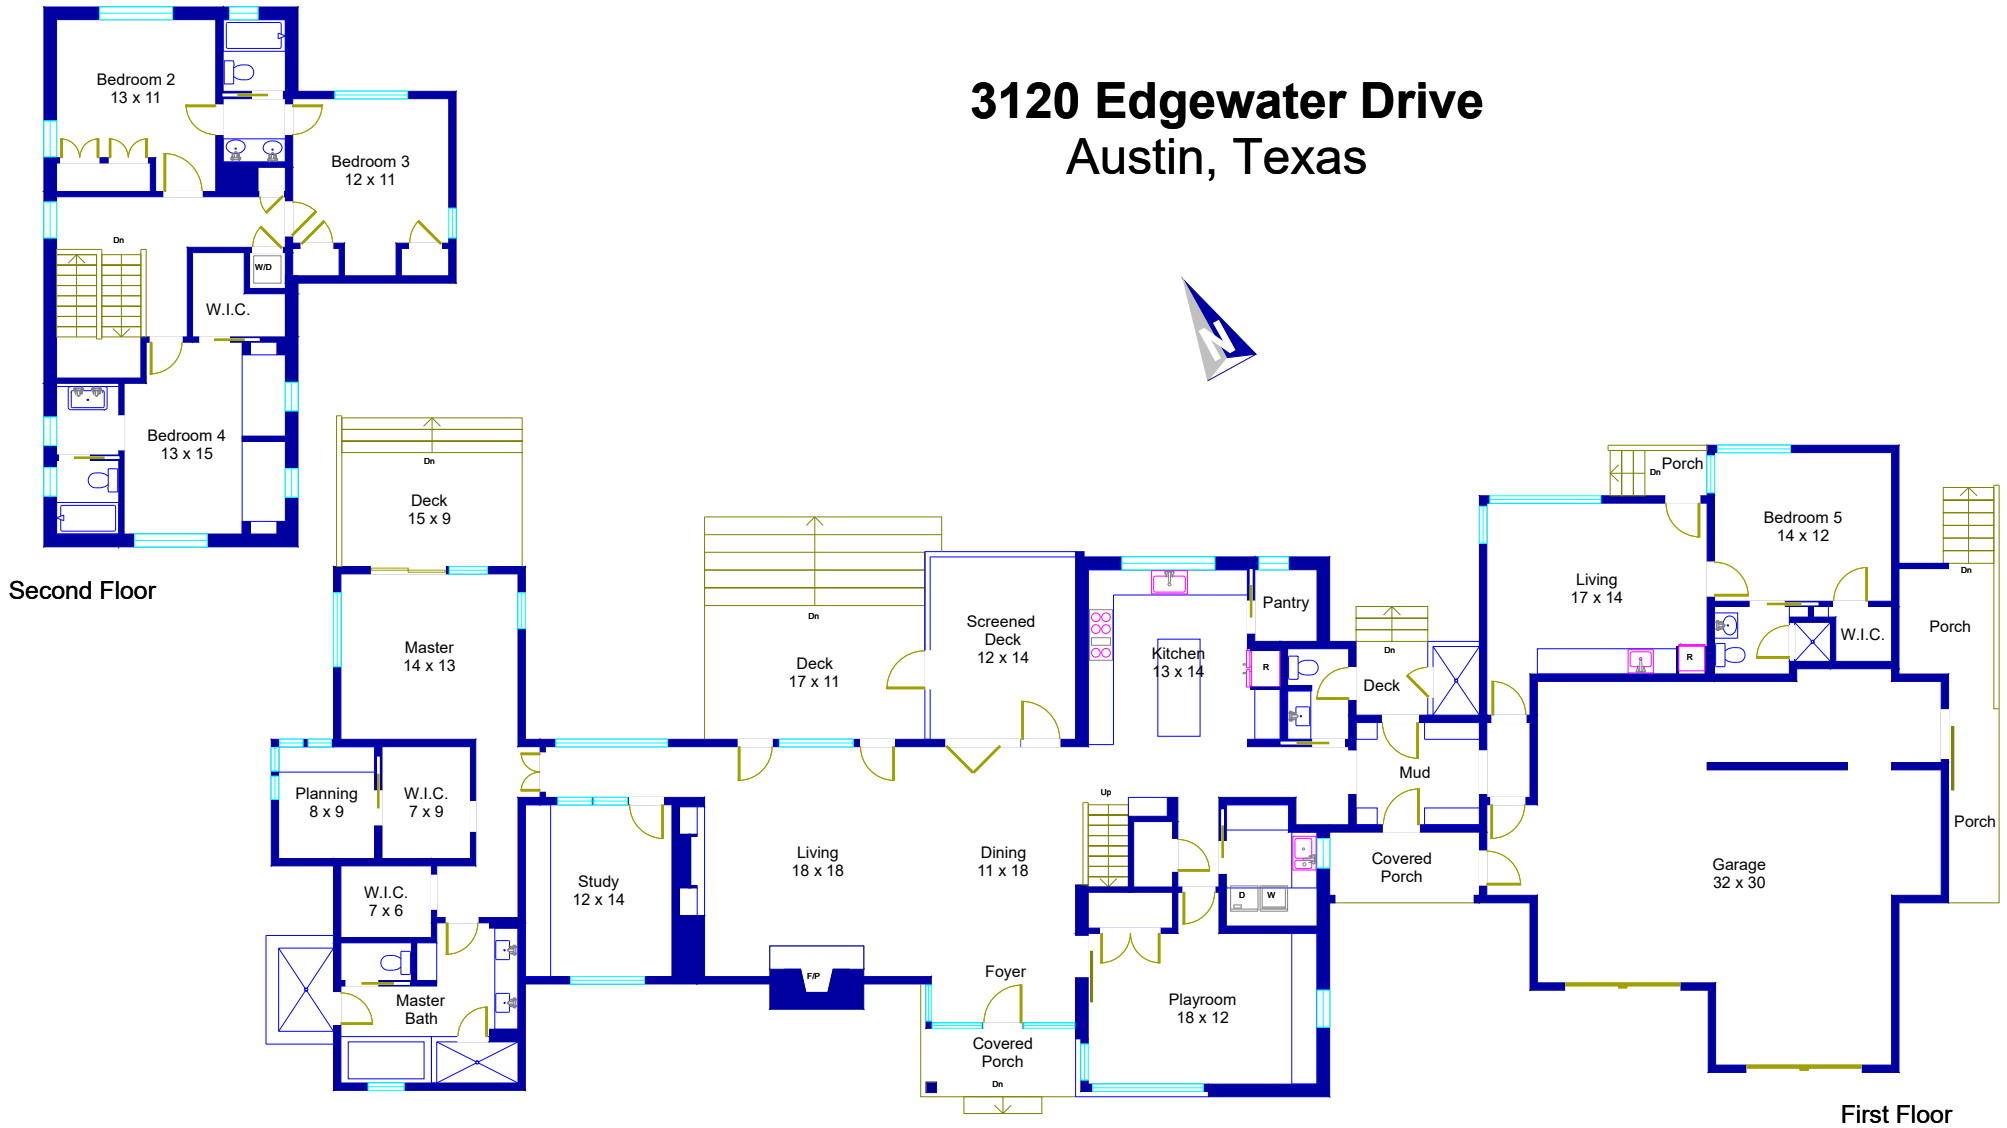 3120 Edgewater Drive
Austin, Texas
N
Bedroom 2
13 x 11
Bedroom 3
12 x 11
Dn
W/D
W.I.C.
Bedroom 4
13 x 15
Second Floor
Dn
Deck
15 x 9
Master
14 x 13
Planning
8 x 9
W.I.C.
7 x 9
W.I.C.
7 x 6
Master
Bath
Study
12 x 14
Dn
Deck
17 x 11
Screened
Deck
12 x 14
Living
18 x 18
Dining
11 x 18
F/P
Foyer
Covered
Porch
Dn
Kitchen
13 x 14
Pantry
R
Up
D
W
Playroom
18 x 12
Dn
Deck
Mud
Covered
Porch
Dn
Porch
Living
17 x 14
R
Bedroom 5
14 x 12
W.I.C.
Dn
Porch
Porch
Garage
32 x 30
First Floor